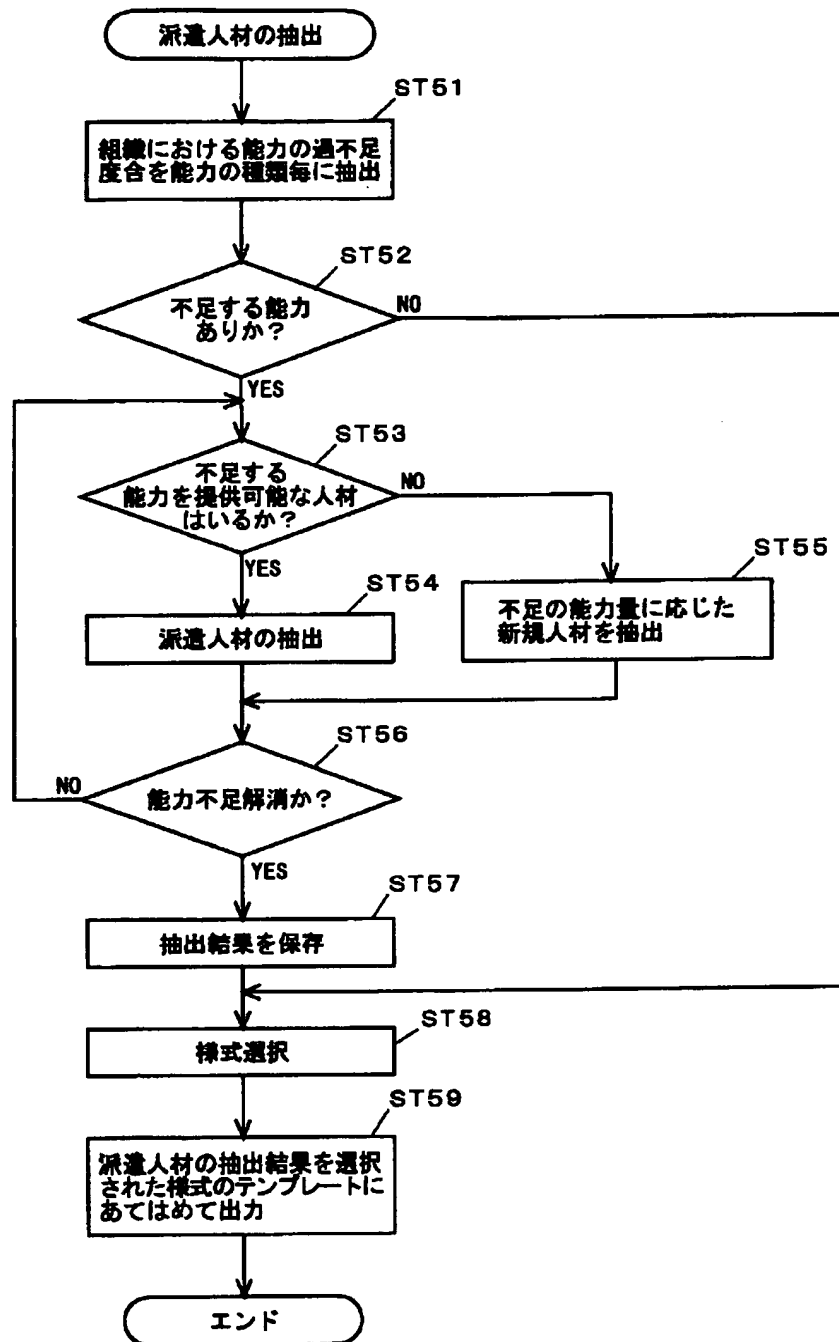 派遣人材の抽出
ST51
組織における能力の過不足
度合を能力の種類毎に抽出
ST52
不足する能力
ありか？
NO
YES
ST53
不足する
能力を提供可能な人材
はいるか？
NO
YES
ST54
派遣人材の抽出
ST55
不足の能力量に応じた
新規人材を抽出
ST56
能力不足解消か？
NO
YES
ST57
抽出結果を保存
ST58
様式選択
ST59
派遣人材の抽出結果を選択
された様式のテンプレートに
あてはめて出力
エンド